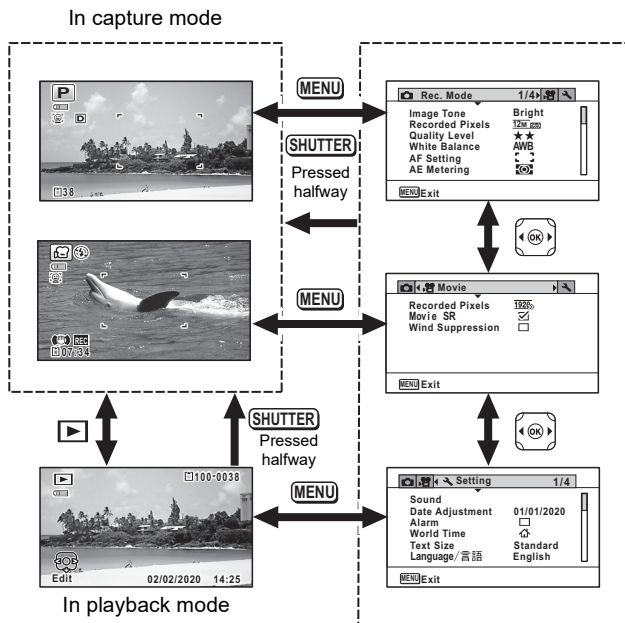 In capture mode
P
D
38
MENU
SHUTTER
Pressed
halfway
Rec. Mode 1/4
Image Tone Bright
Recorded Pixels 12M
Quality Level ★★
White Balance AWB
AF Setting
AE Metering
MENU Exit
OK
REC
07:34
MENU
Movie
Recorded Pixels
Movie SR ☑
Wind Suppression ☐
MENU Exit
OK
SHUTTER
Pressed
halfway
MENU
100-0038
Edit 02/02/2020 14:25
In playback mode
Setting 1/4
Sound
Date Adjustment 01/01/2020
Alarm ☐
World Time
Text Size Standard
Language/言語 English
MENU Exit